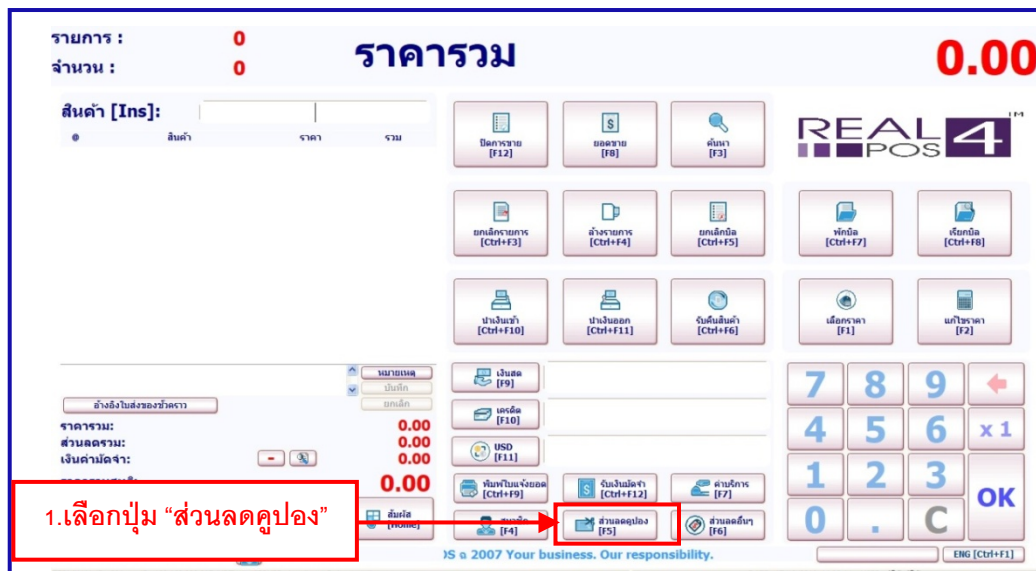 รายการ : 0
จำนวน : 0
ราคารวม
0.00
สินค้า [Ins]:
@ สินค้า ราคา รวม
ปิดการขาย
[F12]
ยอดขาย
[F8]
ค้นหา
[F3]
REAL 4 TM
POS
ยกเลิกรายการ
[Ctrl+F3]
ล้างรายการ
[Ctrl+F4]
ยกเลิกบิล
[Ctrl+F5]
พักบิล
[Ctrl+F7]
เรียกบิล
[Ctrl+F8]
นำเงินเข้า
[Ctrl+F10]
นำเงินออก
[Ctrl+F11]
รับคืนสินค้า
[Ctrl+F6]
เลือกราคา
[F1]
แก้ไขราคา
[F2]
หมายเหตุ
บันทึก
ยกเลิก
อ้างอิงใบส่งของชั่วคราว
ราคารวม: 0.00
ส่วนลดรวม: 0.00
เงินค่ามัดจำ: - 0.00
0.00
เงินสด
[F9]
เครดิต
[F10]
USD
[F11]
พิมพ์ใบแจ้งยอด
[Ctrl+F9]
รับเงินมัดจำ
[Ctrl+F12]
ค่าบริการ
[F7]
สัมผัส
[Home]
[F4]
ส่วนลดคูปอง
[F5]
ส่วนลดอื่นๆ
[F6]
7 8 9
4 5 6 x 1
1 2 3 OK
0 . C
1.เลือกปุ่ม “ส่วนลดคูปอง”
2007 Your business. Our responsibility.
ENG [Ctrl+F1]